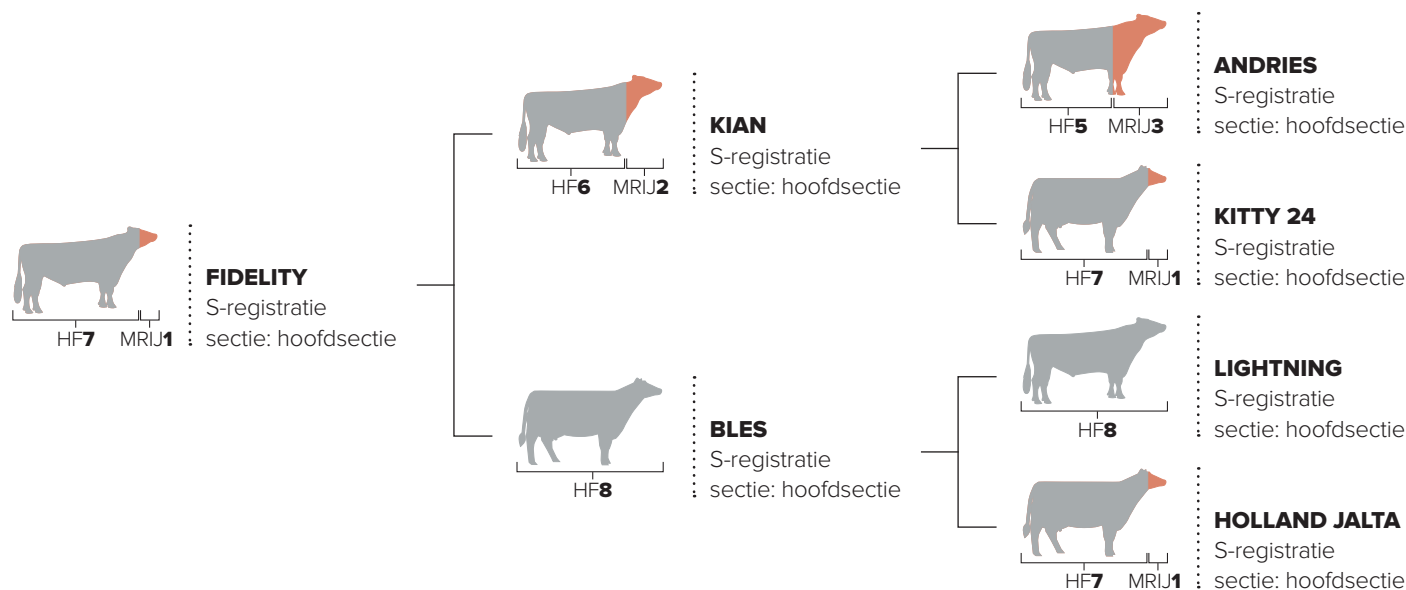 FIDELITY
S-registratie
sectie: hoofdsectie
HF7 MRIJ1
KIAN
S-registratie
sectie: hoofdsectie
HF6 MRIJ2
BLES
S-registratie
sectie: hoofdsectie
HF8
ANDRIES
S-registratie
sectie: hoofdsectie
HF5 MRIJ3
KITTY 24
S-registratie
sectie: hoofdsectie
HF7 MRIJ1
LIGHTNING
S-registratie
sectie: hoofdsectie
HF8
HOLLAND JALTA
S-registratie
sectie: hoofdsectie
HF7 MRIJ1